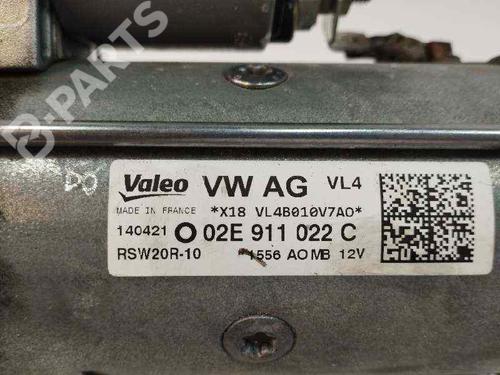 B-PARTS
Valeo VW AG VL4
MADE IN FRANCE *X18 VL4B010V7AO*
140421 O 02E 911 022 C
RSW20R-10 1556 AOMB 12V